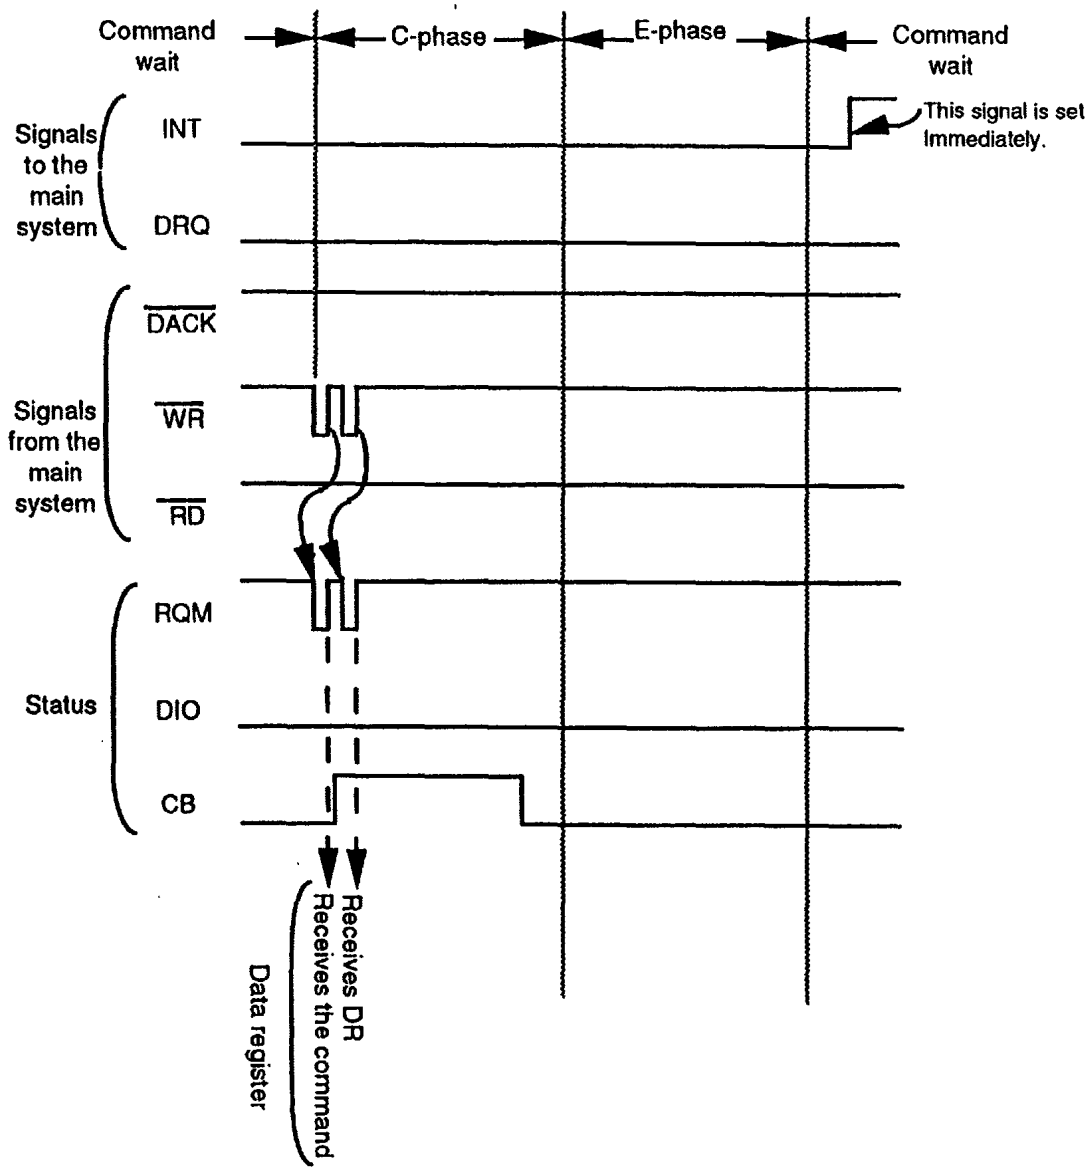 Command
wait
C-phase
E-phase
Command
wait
Signals
to the
main
system
INT
This signal is set
Immediately.
DRQ
Signals
from the
main
system
DACK
WR
RD
Status
RQM
DIO
CB
Data register
Receives the command
Receives DR